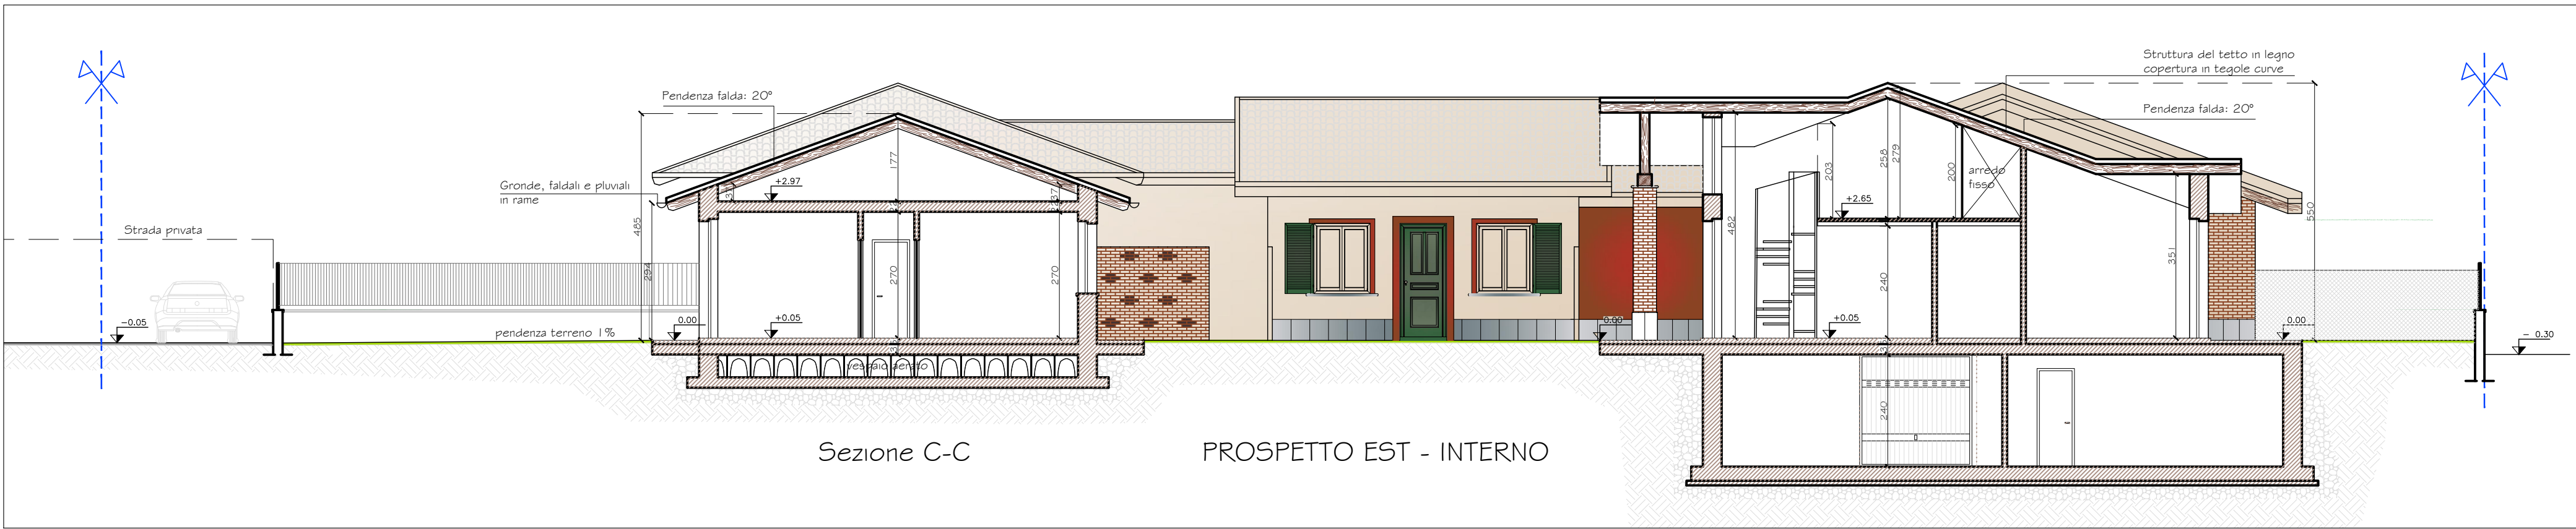 Struttura del tetto in legno
copertura in tegole curve
Pendenza falda: 20°
Pendenza falda: 20°
Gronde, faldali e pluviali
in rame
Strada privata
pendenza terreno 1%
vespaio aerato
arredo
fisso
-0.05
0.00
+2.97
+0.05
485
294
177
37
37
270
270
0.00
482
203
258
279
200
+2.65
+0.05
240
240
351
550
0.00
- 0.30
Sezione C-C
PROSPETTO EST - INTERNO